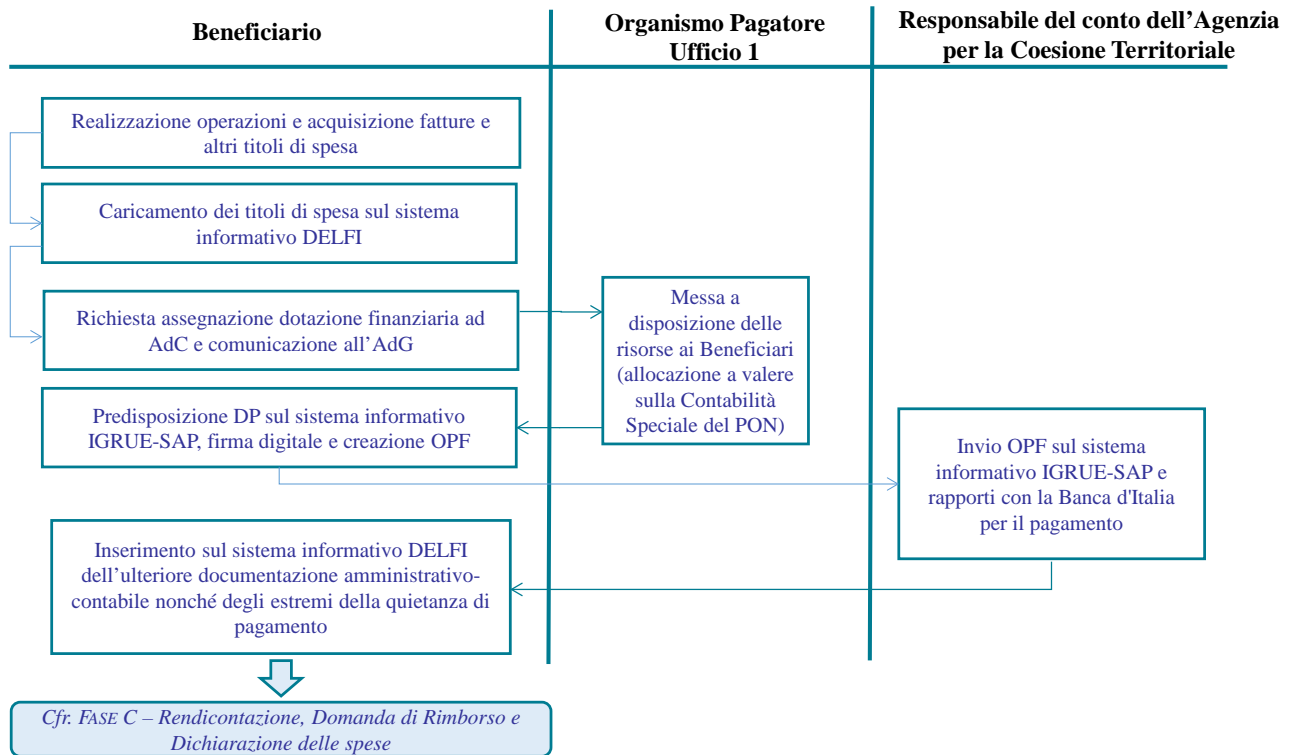 Beneficiario
Organismo Pagatore
Ufficio 1
Responsabile del conto dell’Agenzia
per la Coesione Territoriale
Realizzazione operazioni e acquisizione fatture e
altri titoli di spesa
Caricamento dei titoli di spesa sul sistema
informativo DELFI
Richiesta assegnazione dotazione finanziaria ad
AdC e comunicazione all’AdG
Messa a
disposizione delle
risorse ai Beneficiari
(allocazione a valere
sulla Contabilità
Speciale del PON)
Predisposizione DP sul sistema informativo
IGRUE-SAP, firma digitale e creazione OPF
Invio OPF sul sistema
informativo IGRUE-SAP e
rapporti con la Banca d'Italia
per il pagamento
Inserimento sul sistema informativo DELFI
dell’ulteriore documentazione amministrativo-
contabile nonché degli estremi della quietanza di
pagamento
Cfr. FASE C – Rendicontazione, Domanda di Rimborso e
Dichiarazione delle spese